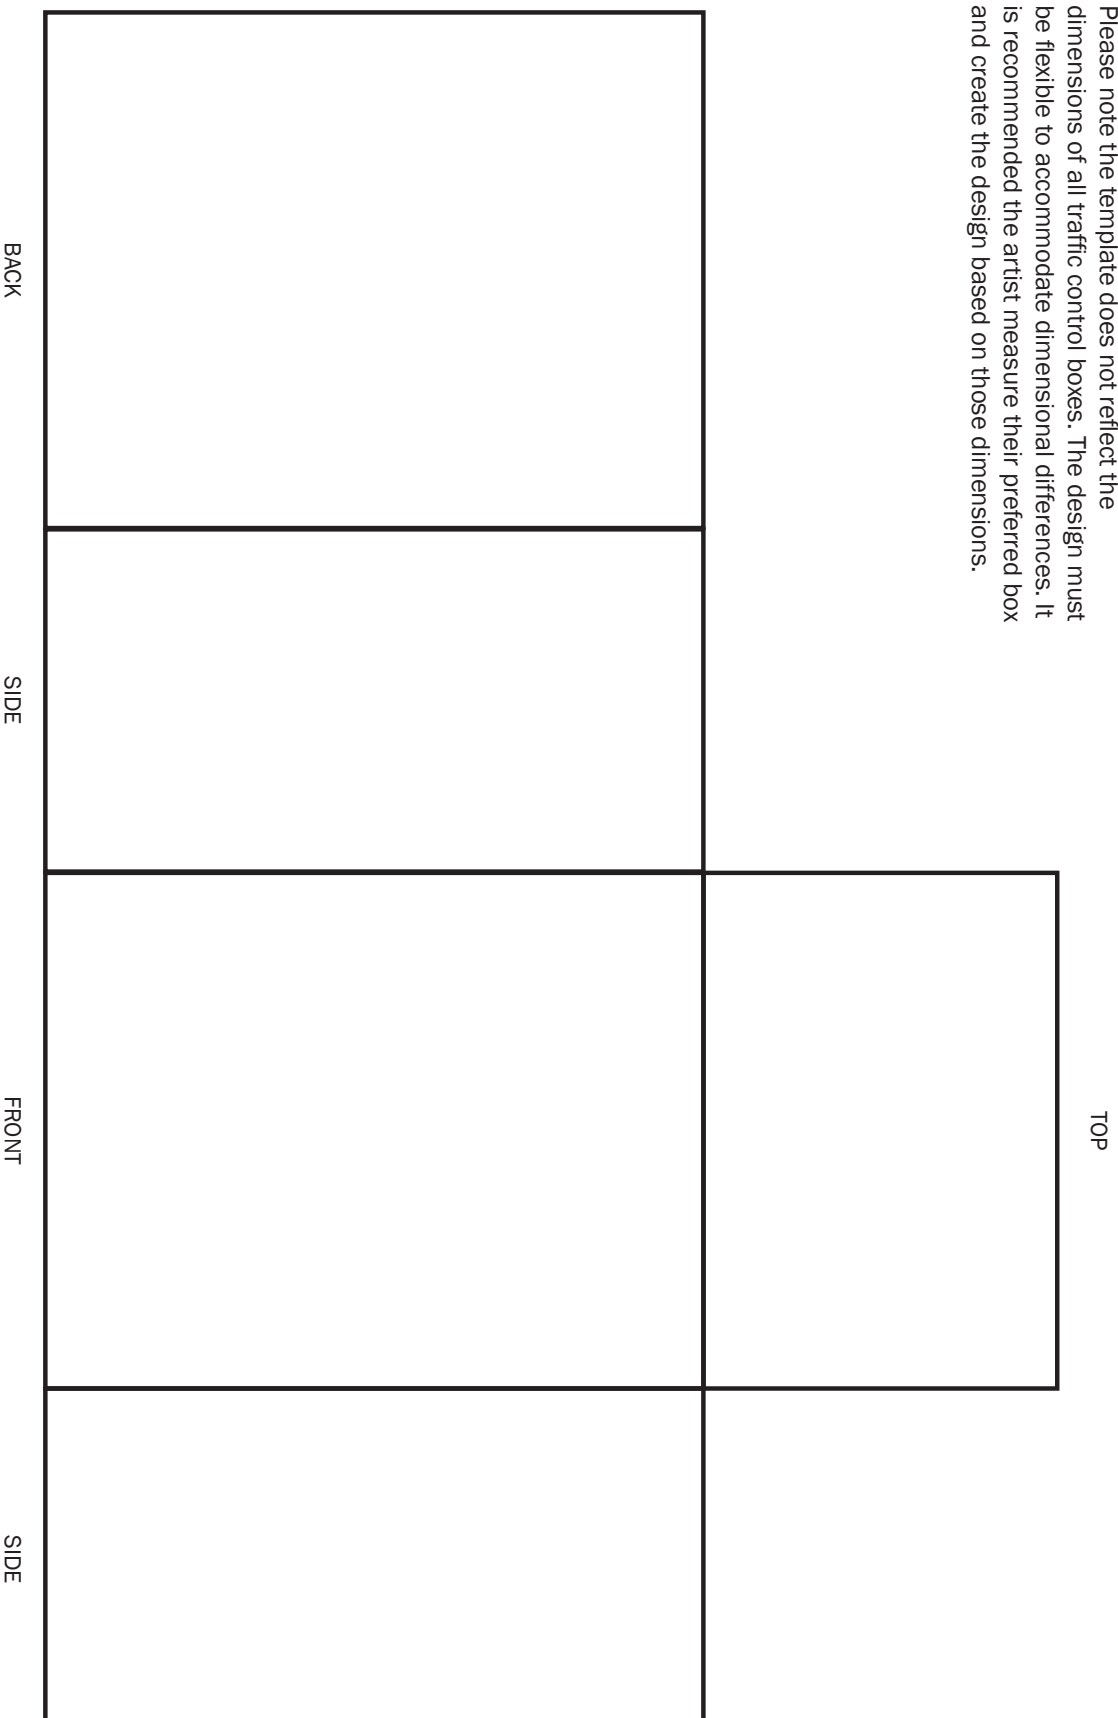 Please note the template does not reflect the
dimensions of all traffic control boxes. The design must
be flexible to accommodate dimensional differences. It
is recommended the artist measure their preferred box
and create the design based on those dimensions.
TOP
BACK
SIDE
FRONT
SIDE